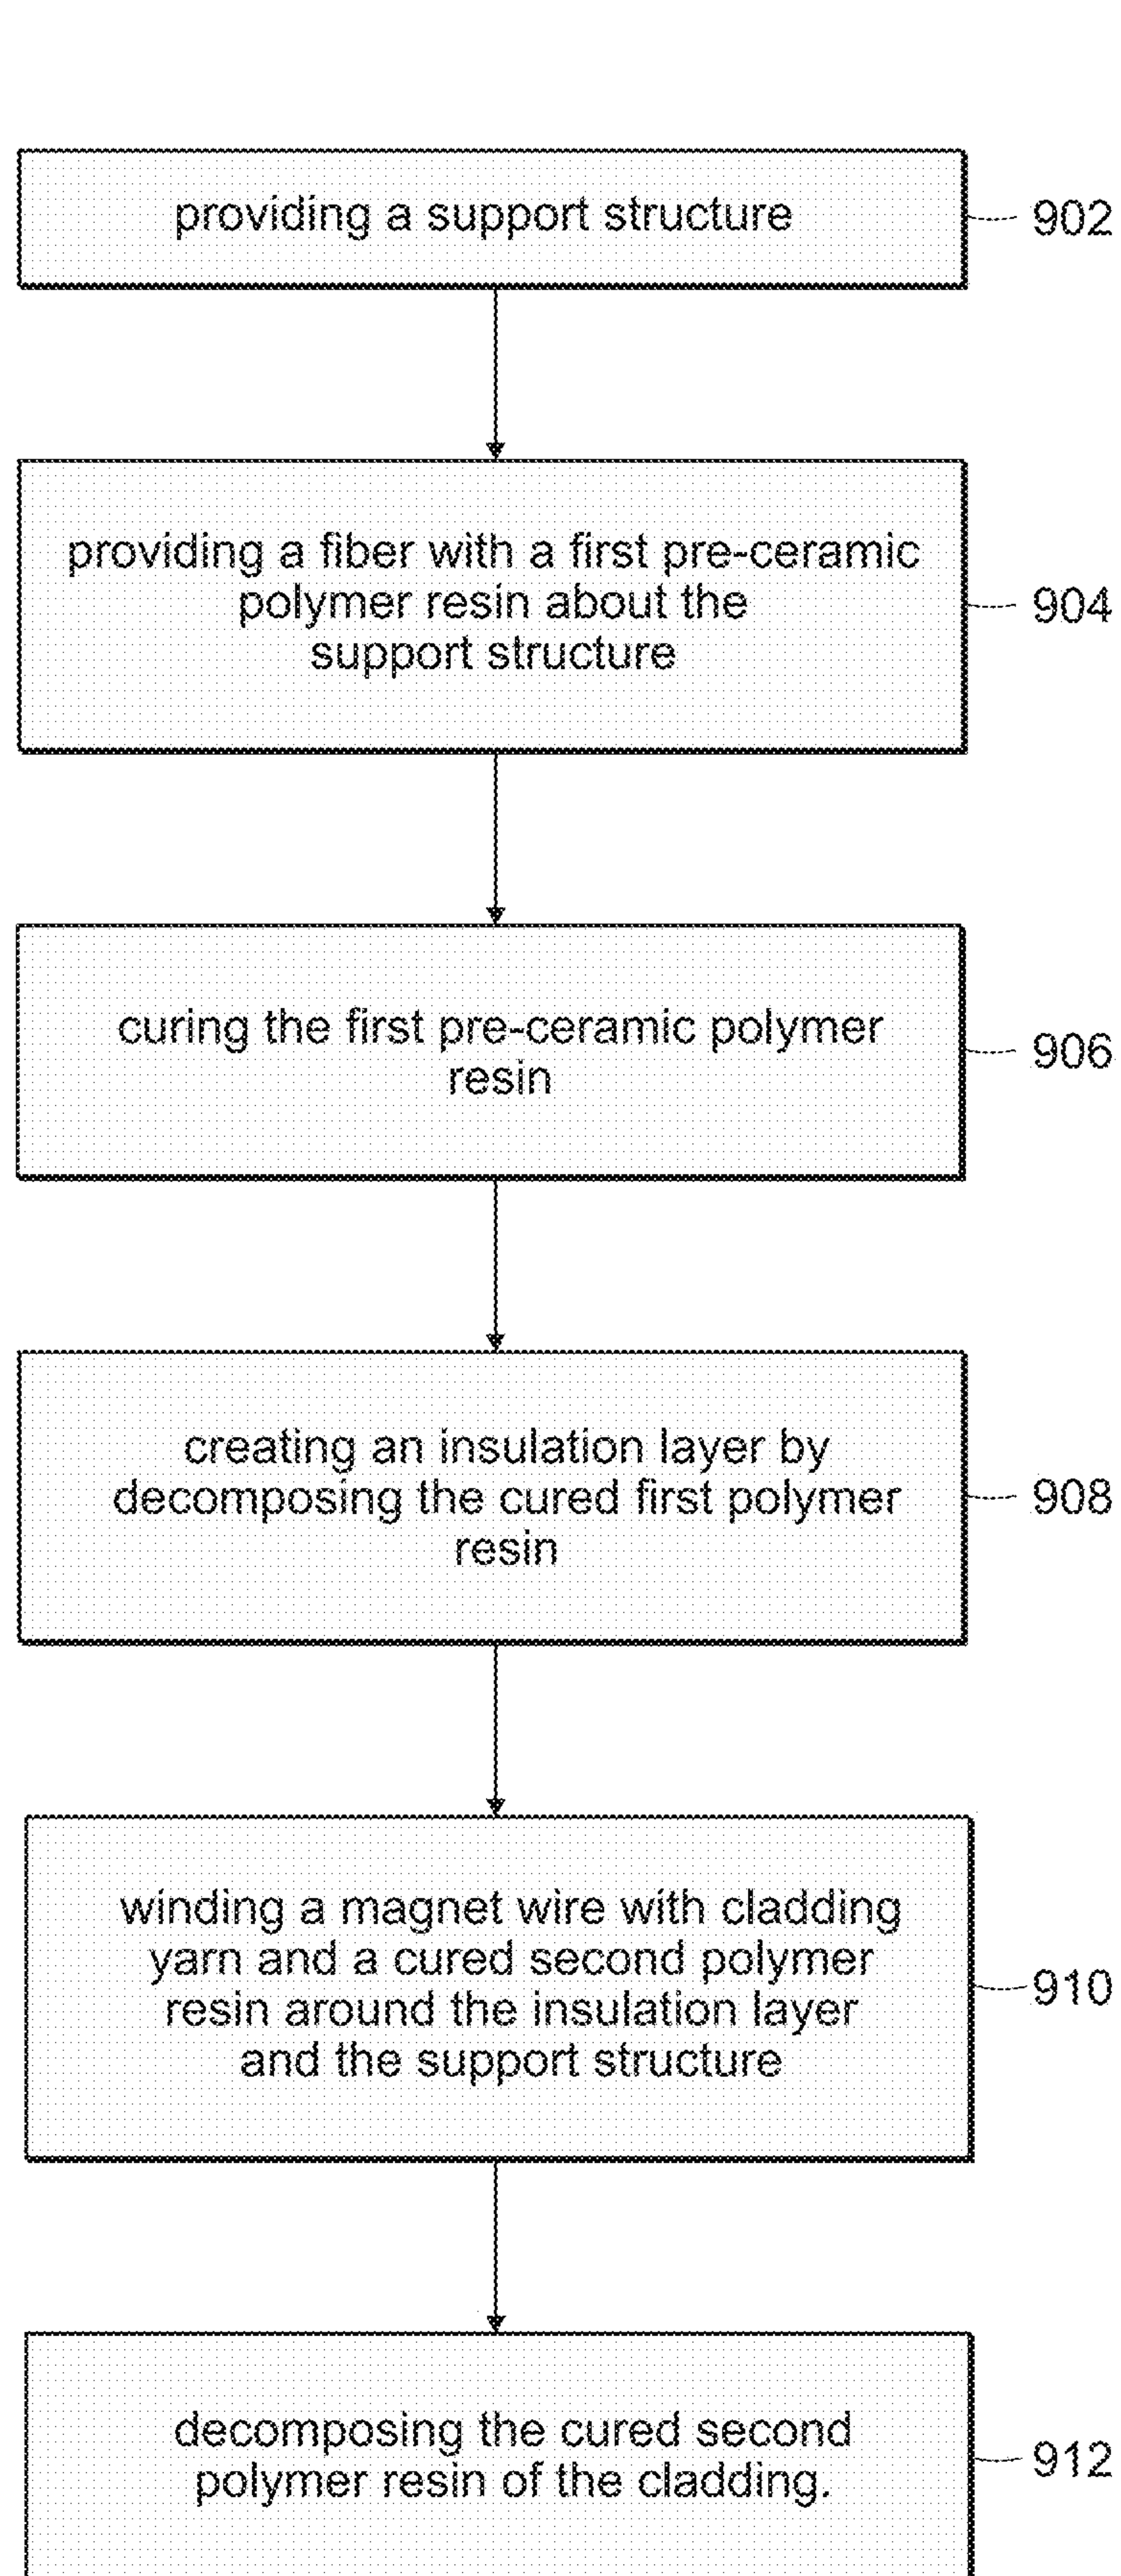 providing a support structure
902
providing a fiber with a first pre-ceramic
polymer resin about the
support structure
904
curing the first pre-ceramic polymer
resin
906
creating an insulation layer by
decomposing the cured first polymer
resin
908
winding a magnet wire with cladding
yarn and a cured second polymer
resin around the insulation layer
and the support structure
910
decomposing the cured second
polymer resin of the cladding.
912